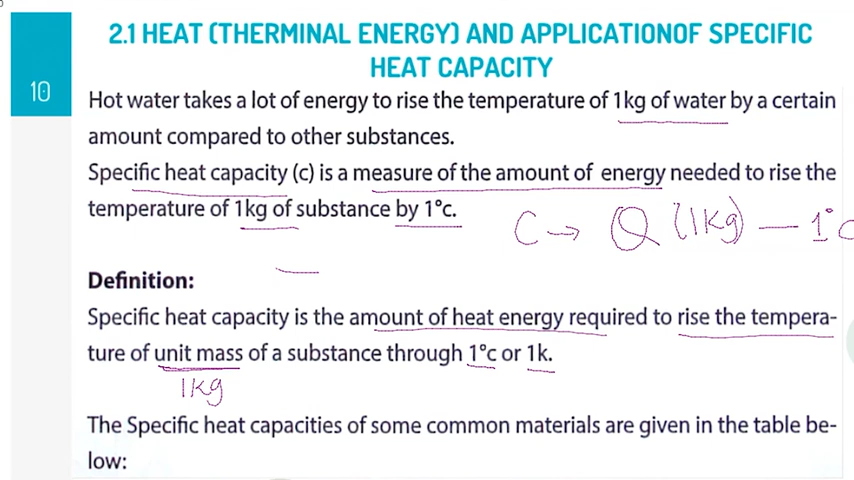 2.1 HEAT (THERMINAL ENERGY) AND APPLICATIONOF SPECIFIC
HEAT CAPACITY
10
Hot water takes a lot of energy to rise the temperature of 1kg of water by a certain
amount compared to other substances.
Specific heat capacity (c) is a measure of the amount of energy needed to rise the
temperature of 1kg of substance by 1°c.
C → Q (1kg) — 1°c
Definition:
Specific heat capacity is the amount of heat energy required to rise the tempera-
ture of unit mass of a substance through 1°c or 1k.
1kg
The Specific heat capacities of some common materials are given in the table be-
low: